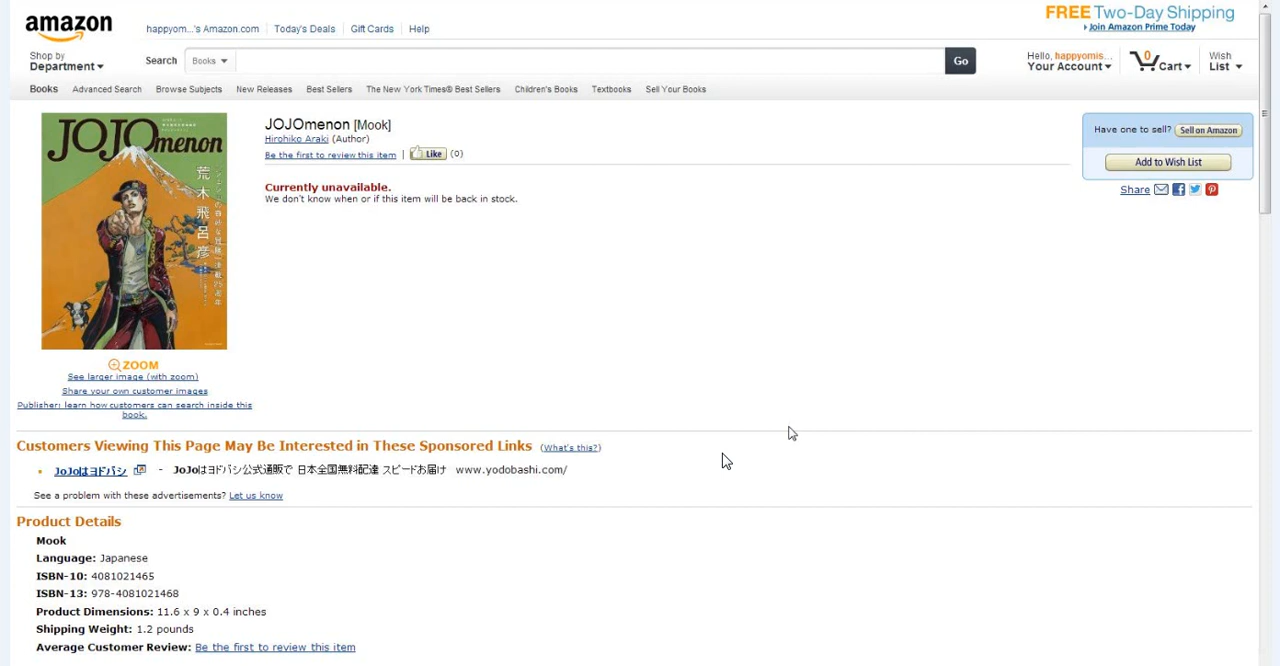 amazon
happyom...'s Amazon.com Today's Deals Gift Cards Help
FREE Two-Day Shipping
Join Amazon Prime Today
Shop by
Department
Search Books Go
Hello, happyomis...
Your Account
0
Cart
Wish
List
Books Advanced Search Browse Subjects New Releases Best Sellers The New York Times® Best Sellers Children's Books Textbooks Sell Your Books
JOJOmenon
荒木飛呂彦
JOJOmenon [Mook]
Hirohiko Araki (Author)
Be the first to review this item | Like (0)
Currently unavailable.
We don't know when or if this item will be back in stock.
Have one to sell? Sell on Amazon
Add to Wish List
Share
ZOOM
See larger image (with zoom)
Share your own customer images
Publisher: learn how customers can search inside this
book.
Customers Viewing This Page May Be Interested in These Sponsored Links (What's this?)
JoJoはヨドバシ - JoJoはヨドバシ公式通販で 日本全国無料配達 スピードお届け www.yodobashi.com/
See a problem with these advertisements? Let us know
Product Details
Mook
Language: Japanese
ISBN-10: 4081021465
ISBN-13: 978-4081021468
Product Dimensions: 11.6 x 9 x 0.4 inches
Shipping Weight: 1.2 pounds
Average Customer Review: Be the first to review this item